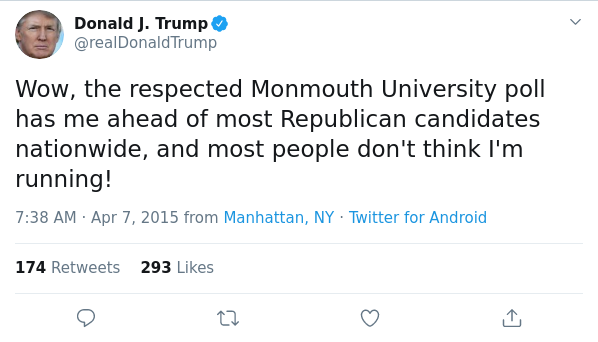 Donald J. Trump
@realDonaldTrump
Wow, the respected Monmouth University poll
has me ahead of most Republican candidates
nationwide, and most people don't think I'm
running!
7:38 AM · Apr 7, 2015 from Manhattan, NY · Twitter for Android
174 Retweets 293 Likes